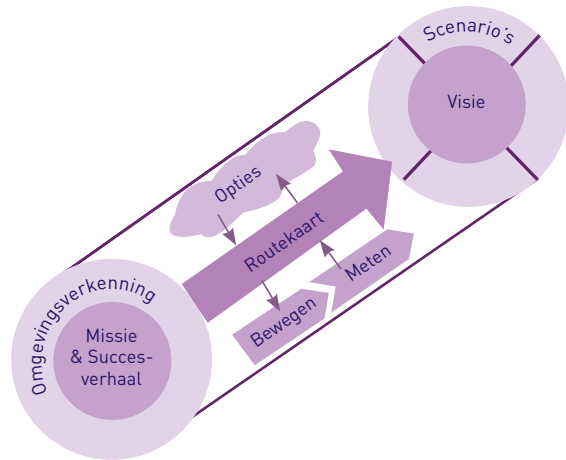 Scenario's
Visie
Opties
Routekaart
Meten
Bewegen
Omgevingsverkenning
Missie
& Succes-
verhaal